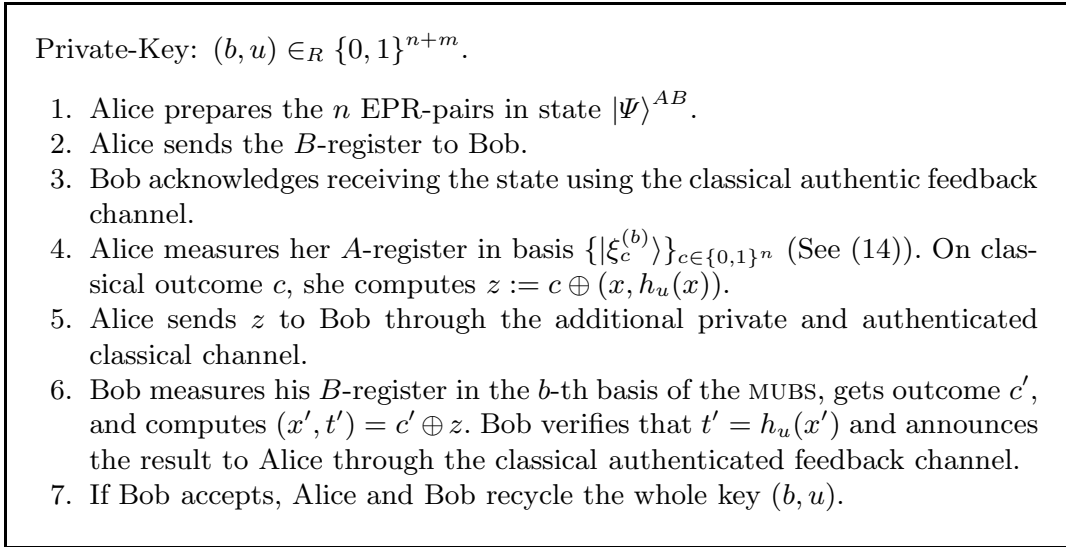 Private-Key: (b, u) ∈_R {0, 1}^{n+m}.
1. Alice prepares the n EPR-pairs in state |Ψ⟩^{AB}.
2. Alice sends the B-register to Bob.
3. Bob acknowledges receiving the state using the classical authentic feedback
channel.
4. Alice measures her A-register in basis {|ξ_c^{(b)}⟩}_{c∈{0,1}^n} (See (14)). On clas-
sical outcome c, she computes z := c ⊕ (x, h_u(x)).
5. Alice sends z to Bob through the additional private and authenticated
classical channel.
6. Bob measures his B-register in the b-th basis of the MUBS, gets outcome c′,
and computes (x′, t′) = c′ ⊕ z. Bob verifies that t′ = h_u(x′) and announces
the result to Alice through the classical authenticated feedback channel.
7. If Bob accepts, Alice and Bob recycle the whole key (b, u).